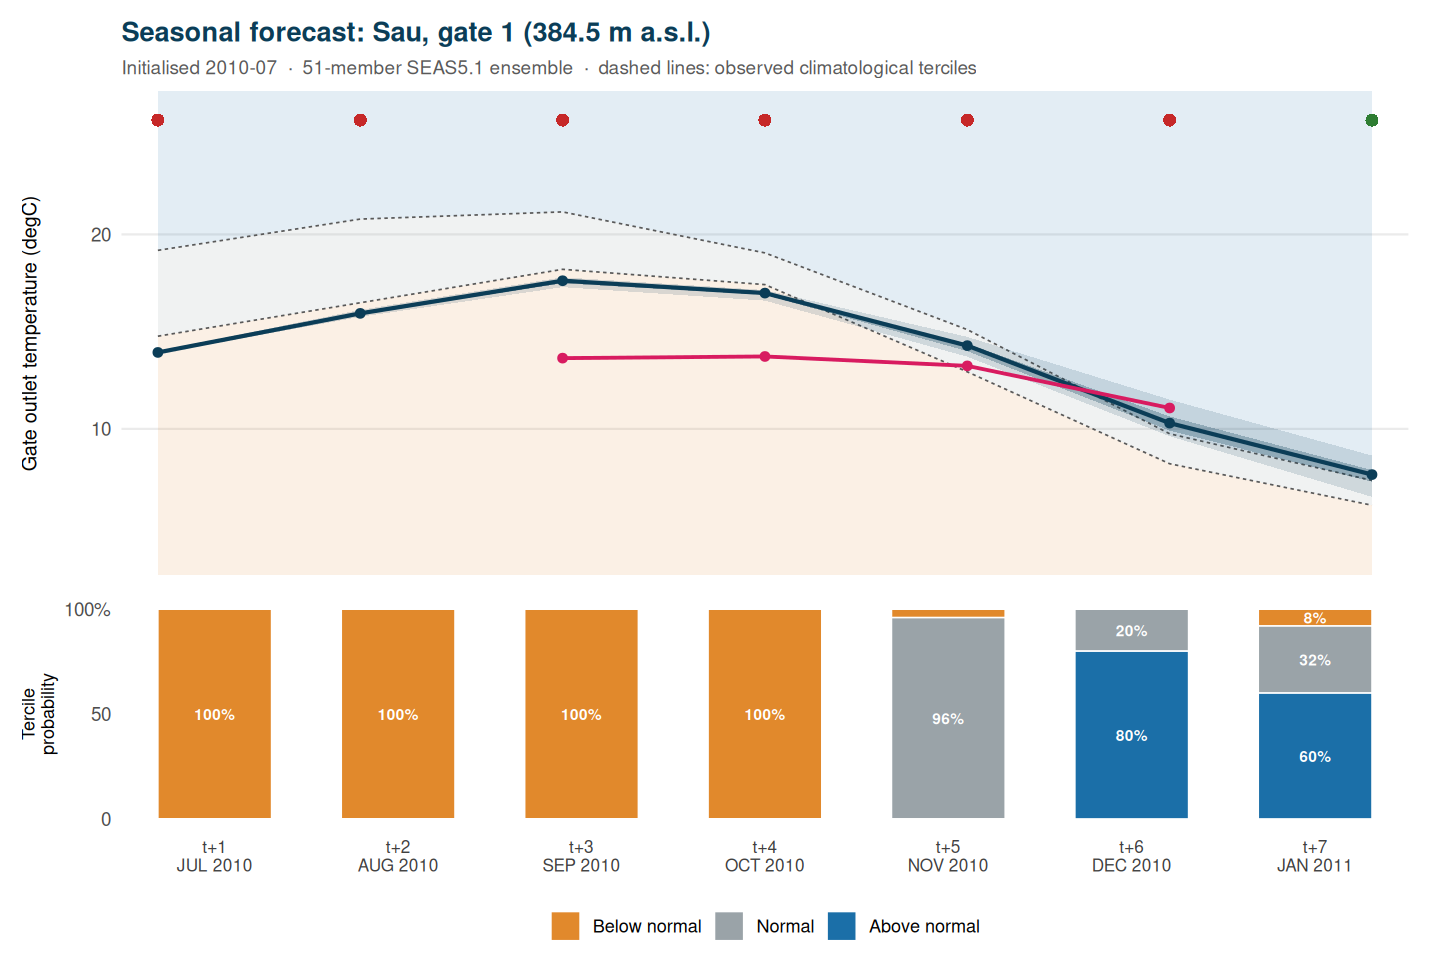 Seasonal forecast: Sau, gate 1 (384.5 m a.s.l.)
Initialised 2010-07 · 51-member SEAS5.1 ensemble · dashed lines: observed climatological terciles
Gate outlet temperature (degC)
20
10
Tercile
probability
100%
50
0
100%
100%
100%
100%
96%
20%
80%
8%
32%
60%
t+1
JUL 2010
t+2
AUG 2010
t+3
SEP 2010
t+4
OCT 2010
t+5
NOV 2010
t+6
DEC 2010
t+7
JAN 2011
Below normal
Normal
Above normal